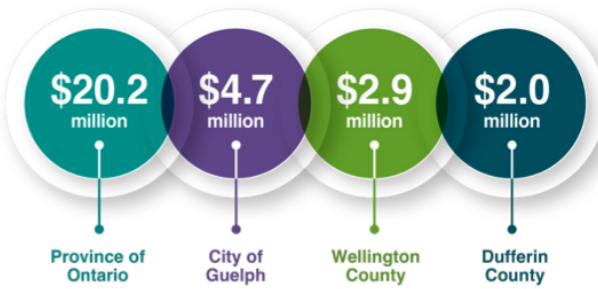 $20.2
million
$4.7
million
$2.9
million
$2.0
million
Province of
Ontario
City of
Guelph
Wellington
County
Dufferin
County